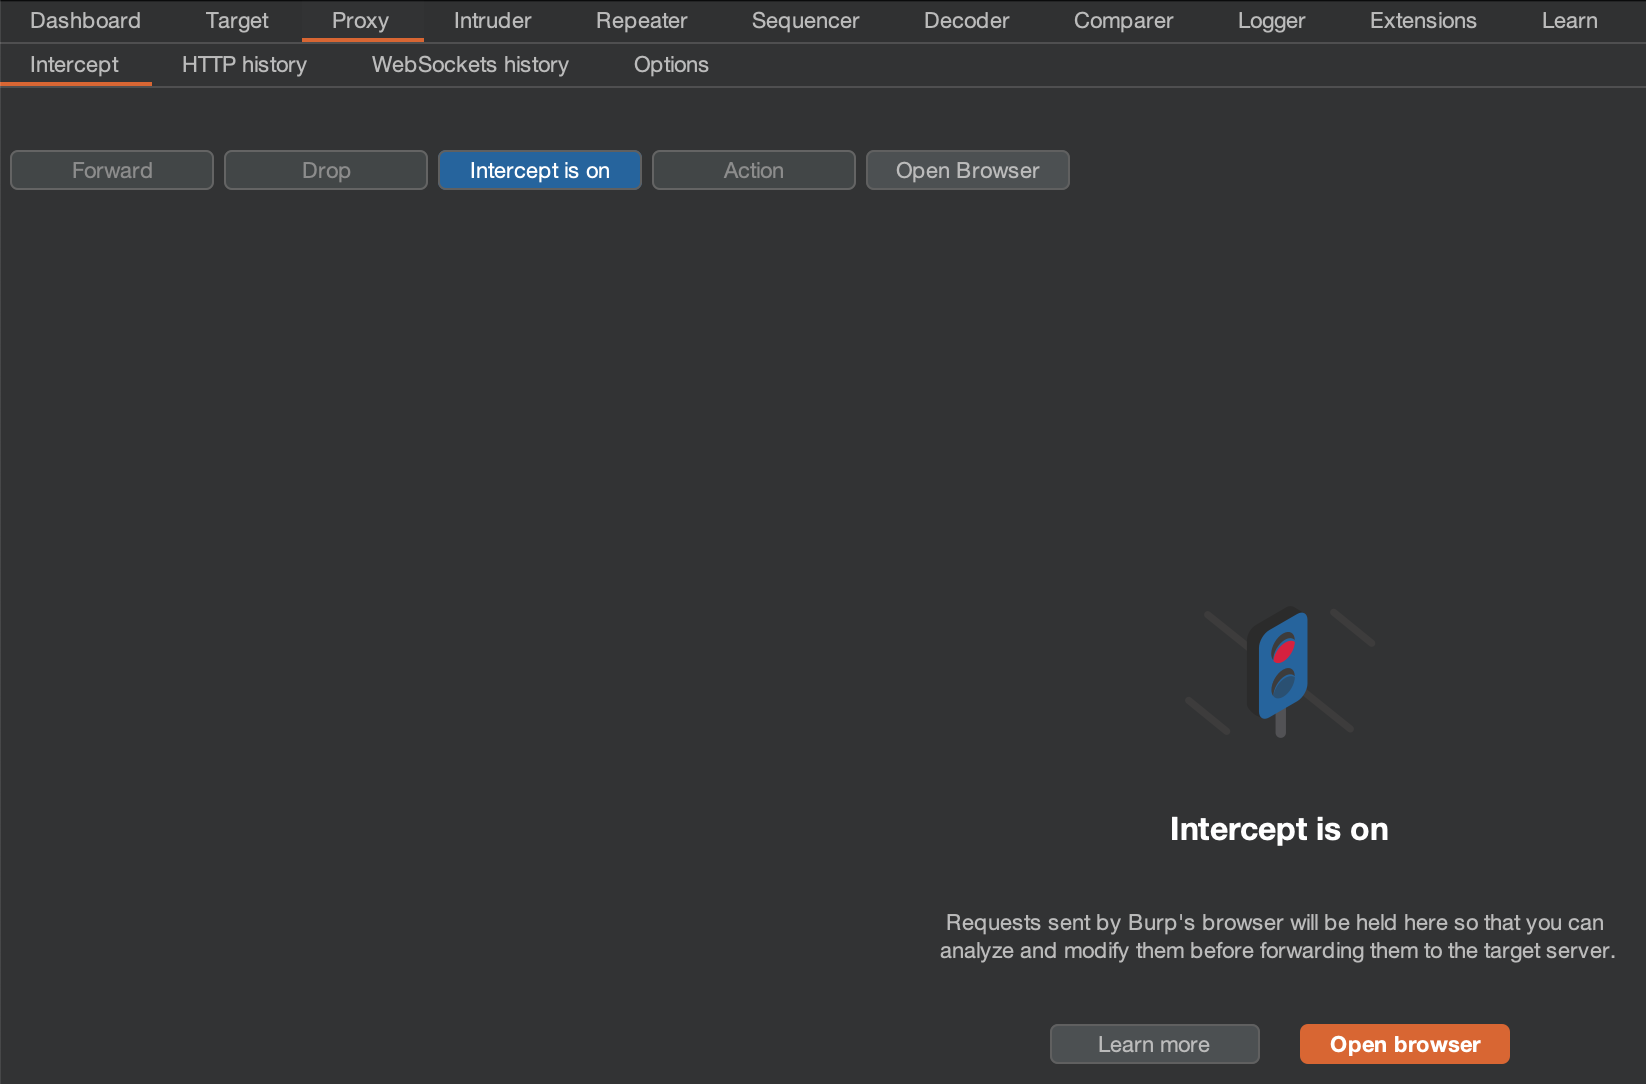 Dashboard Target Proxy Intruder Repeater Sequencer Decoder Comparer Logger Extensions Learn
Intercept HTTP history WebSockets history Options
Forward Drop Intercept is on Action Open Browser
Intercept is on
Requests sent by Burp's browser will be held here so that you can
analyze and modify them before forwarding them to the target server.
Learn more Open browser